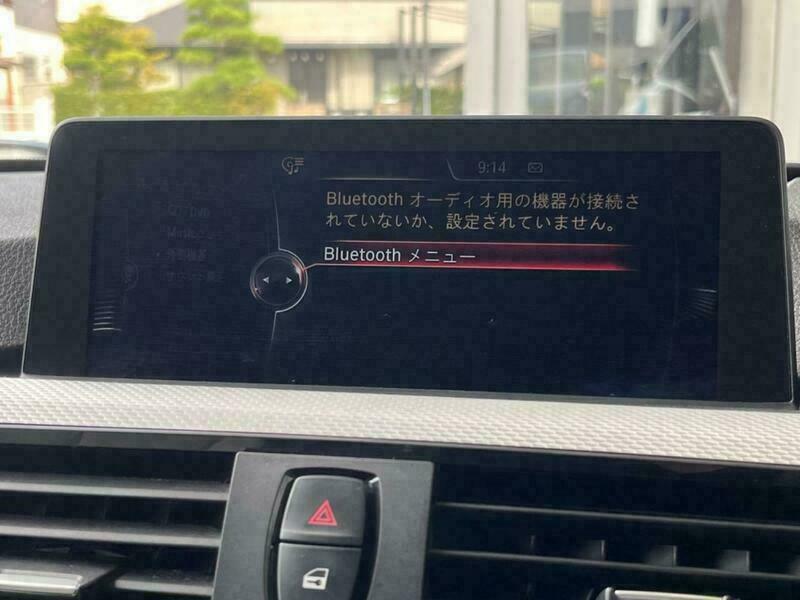 9:14
Bluetooth オーディオ用の機器が接続さ
れていないか、設定されていません。
Bluetooth メニュー